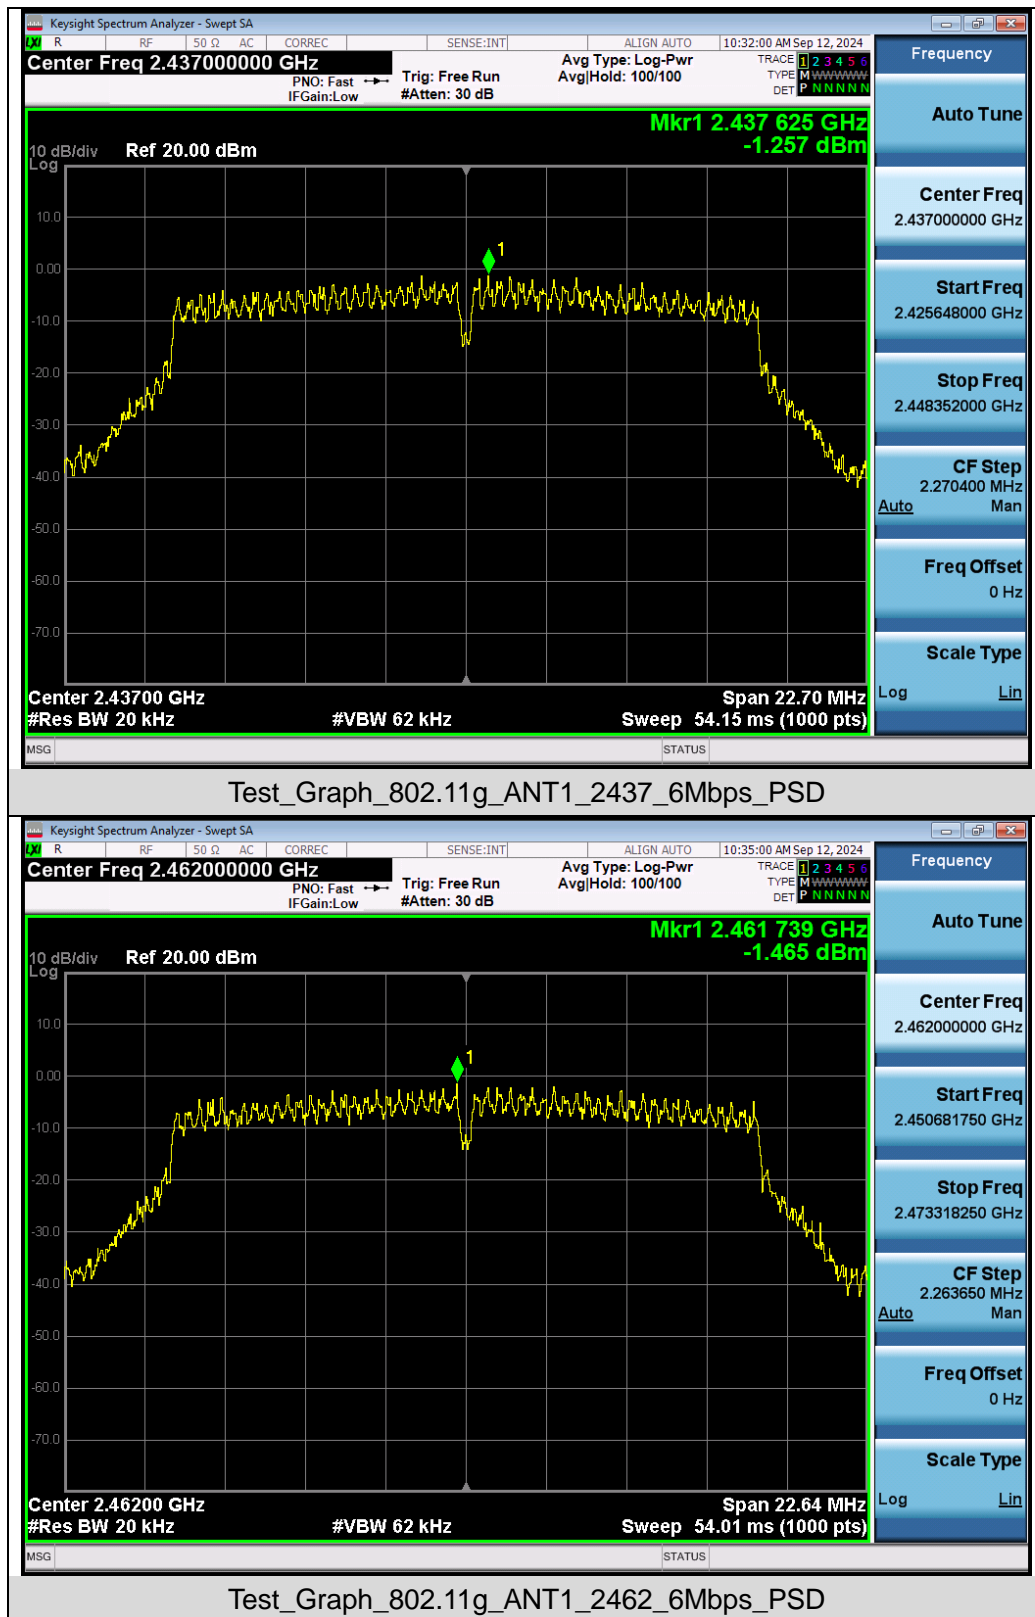 Keysight Spectrum Analyzer - Swept SA
LXI R RF 50 Ω AC CORREC SENSE:INT ALIGN AUTO 10:32:00 AM Sep 12, 2024
Center Freq 2.437000000 GHz
PNO: Fast
IFGain:Low
Trig: Free Run
#Atten: 30 dB
Avg Type: Log-Pwr
Avg|Hold: 100/100
TRACE 1 2 3 4 5 6
TYPE M WWWWW
DET P N N N N N
Mkr1 2.437 625 GHz
-1.257 dBm
10 dB/div Ref 20.00 dBm
Log
10.0
0.00
-10.0
-20.0
-30.0
-40.0
-50.0
-60.0
-70.0
1
Center 2.43700 GHz Span 22.70 MHz
#Res BW 20 kHz #VBW 62 kHz Sweep 54.15 ms (1000 pts)
MSG STATUS
Frequency
Auto Tune
Center Freq
2.437000000 GHz
Start Freq
2.425648000 GHz
Stop Freq
2.448352000 GHz
CF Step
2.270400 MHz
Auto Man
Freq Offset
0 Hz
Scale Type
Log Lin
Test_Graph_802.11g_ANT1_2437_6Mbps_PSD
Keysight Spectrum Analyzer - Swept SA
LXI R RF 50 Ω AC CORREC SENSE:INT ALIGN AUTO 10:35:00 AM Sep 12, 2024
Center Freq 2.462000000 GHz
PNO: Fast
IFGain:Low
Trig: Free Run
#Atten: 30 dB
Avg Type: Log-Pwr
Avg|Hold: 100/100
TRACE 1 2 3 4 5 6
TYPE M WWWWW
DET P N N N N N
Mkr1 2.461 739 GHz
-1.465 dBm
10 dB/div Ref 20.00 dBm
Log
10.0
0.00
-10.0
-20.0
-30.0
-40.0
-50.0
-60.0
-70.0
1
Center 2.46200 GHz Span 22.64 MHz
#Res BW 20 kHz #VBW 62 kHz Sweep 54.01 ms (1000 pts)
MSG STATUS
Frequency
Auto Tune
Center Freq
2.462000000 GHz
Start Freq
2.450681750 GHz
Stop Freq
2.473318250 GHz
CF Step
2.263650 MHz
Auto Man
Freq Offset
0 Hz
Scale Type
Log Lin
Test_Graph_802.11g_ANT1_2462_6Mbps_PSD